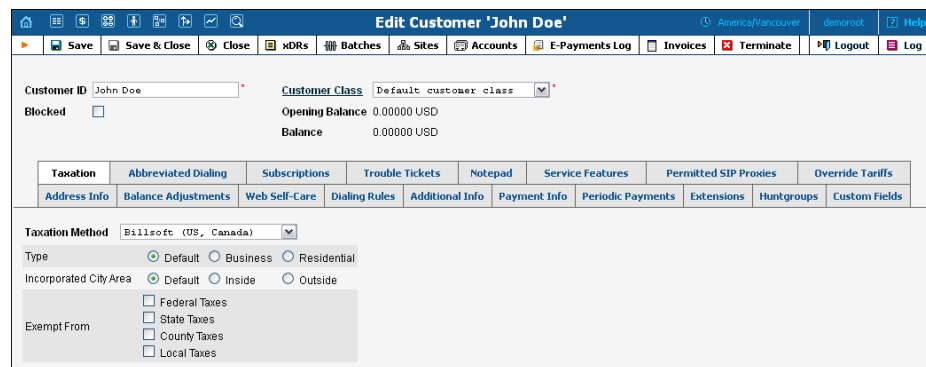 Edit Customer 'John Doe' America/Vancouver demoroot Help
Save Save & Close Close xDRs Batches Sites Accounts E-Payments Log Invoices Terminate Logout Log
Customer ID John Doe * Customer Class Default customer class *
Blocked Opening Balance 0.00000 USD
Balance 0.00000 USD
Taxation Abbreviated Dialing Subscriptions Trouble Tickets Notepad Service Features Permitted SIP Proxies Override Tariffs
Address Info Balance Adjustments Web Self-Care Dialing Rules Additional Info Payment Info Periodic Payments Extensions Huntgroups Custom Fields
Taxation Method Billsoft (US, Canada)
Type Default Business Residential
Incorporated City Area Default Inside Outside
Exempt From
Federal Taxes
State Taxes
County Taxes
Local Taxes